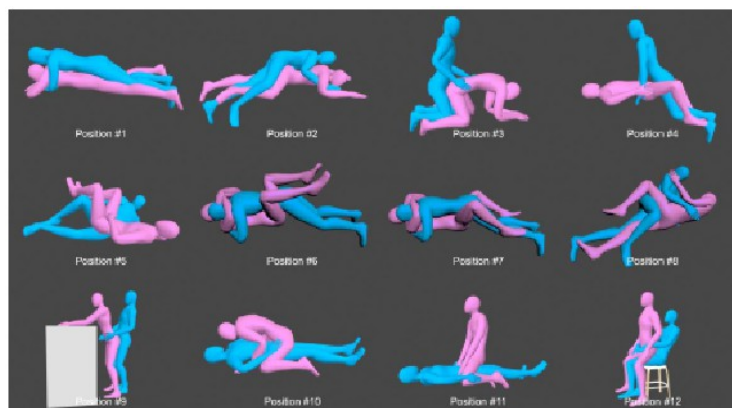 Position #1
Position #2
Position #3
Position #4
Position #5
Position #6
Position #7
Position #8
Position #9
Position #10
Position #11
Position #12